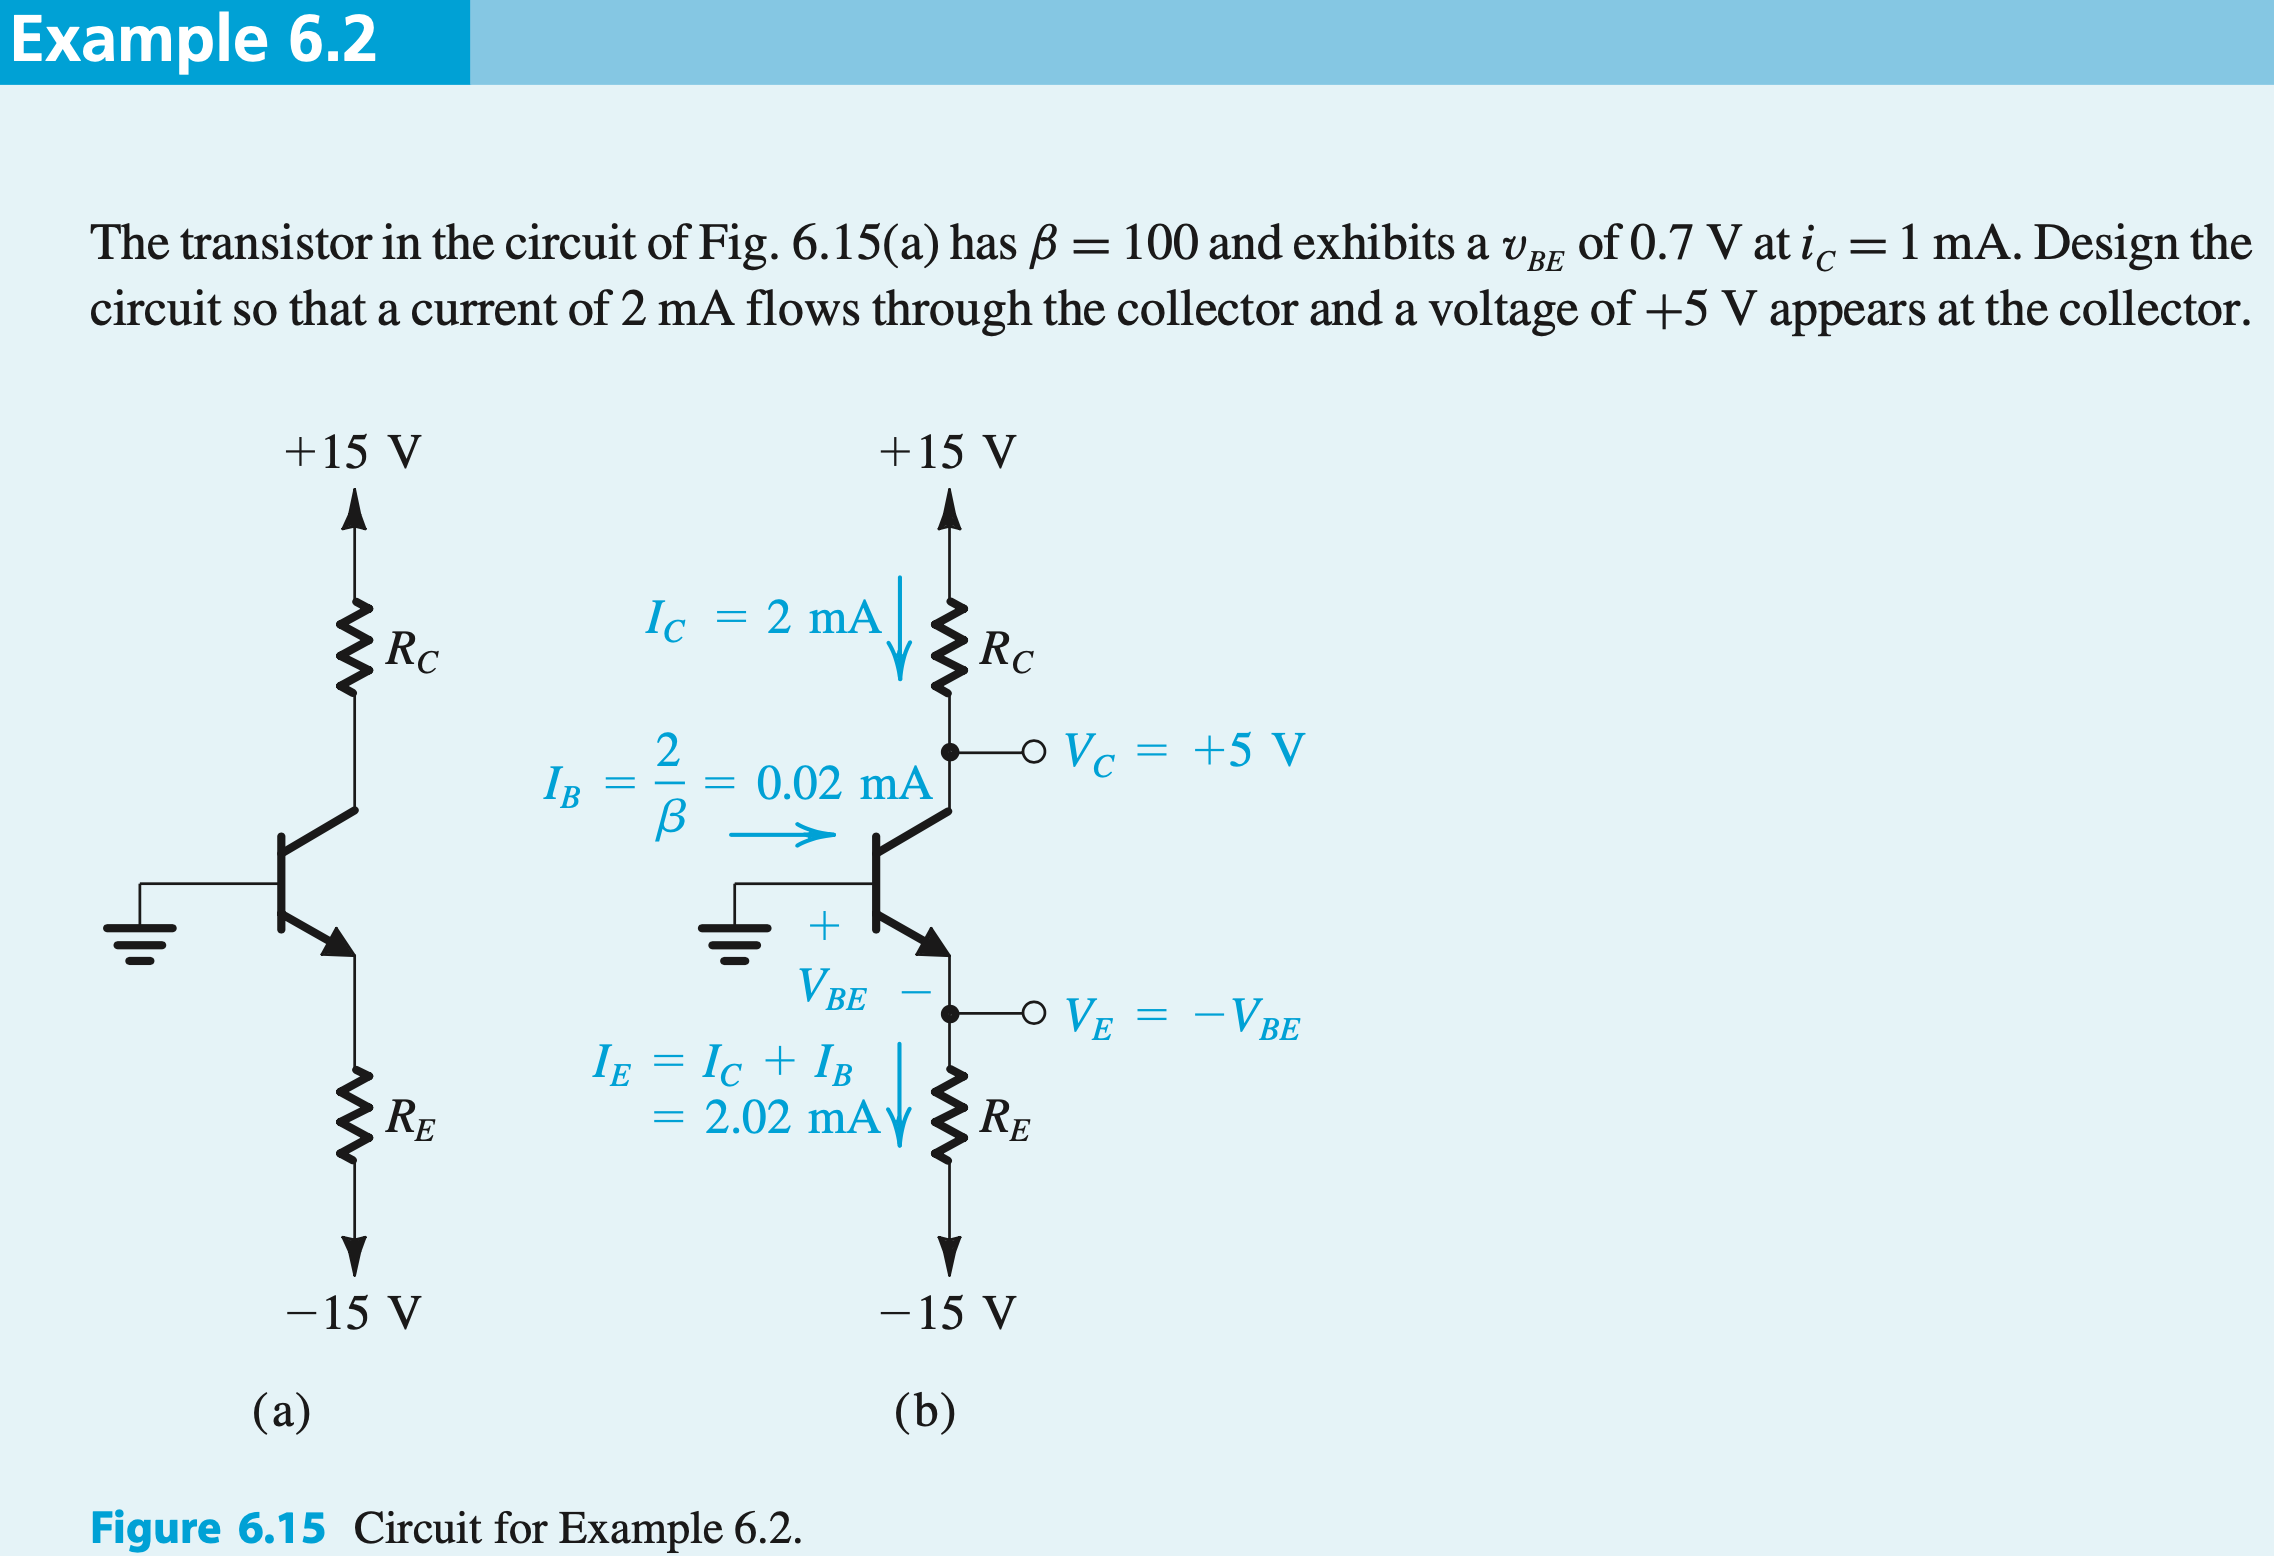 Example 6.2
The transistor in the circuit of Fig. 6.15(a) has β = 100 and exhibits a v_BE of 0.7 V at i_C = 1 mA. Design the
circuit so that a current of 2 mA flows through the collector and a voltage of +5 V appears at the collector.
+15 V
R_C
R_E
−15 V
(a)
+15 V
I_C = 2 mA
R_C
V_C = +5 V
I_B = 2/β = 0.02 mA
+
V_BE −
V_E = −V_BE
I_E = I_C + I_B
= 2.02 mA
R_E
−15 V
(b)
Figure 6.15 Circuit for Example 6.2.